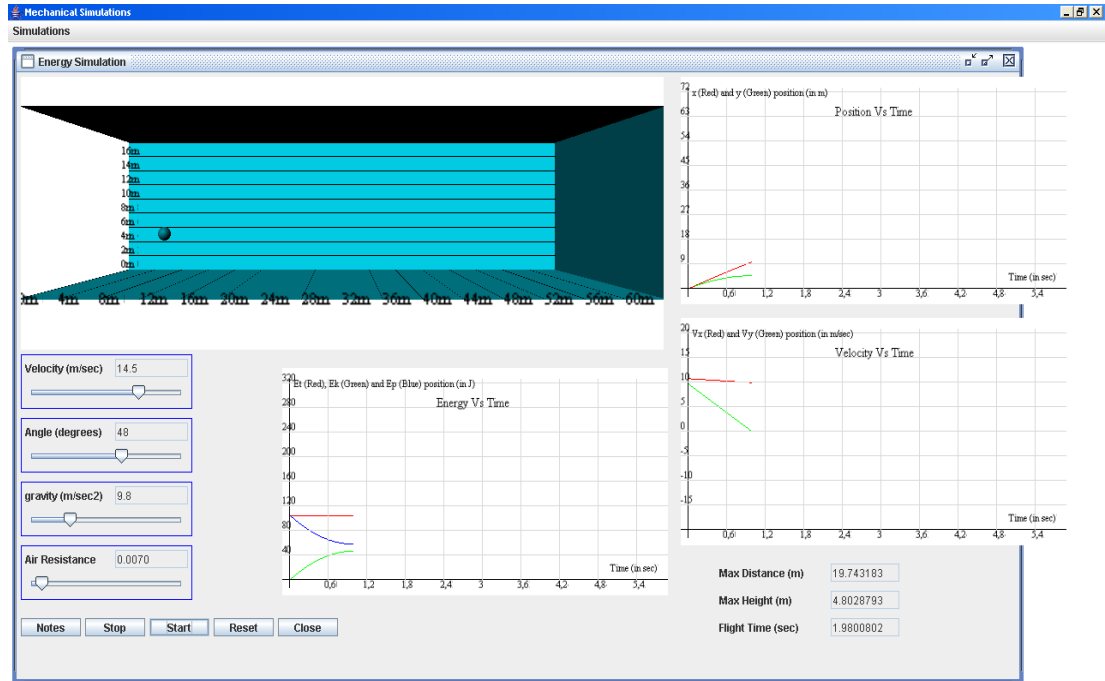 Mechanical Simulations
Simulations
Energy Simulation
16m
14m
12m
10m
8m
6m
4m
2m
0m
4m 8m 12m 16m 20m 24m 28m 32m 36m 40m 44m 48m 52m 56m 60m
72
x (Red) and y (Green) position (in m)
Position Vs Time
63
54
45
36
27
18
9
Time (in sec)
0,6 1,2 1,8 2,4 3 3,6 4,2 4,8 5,4
20
Vx (Red) and Vy (Green) position (in m/sec)
Velocity Vs Time
15
10
5
0
-5
-10
-15
Time (in sec)
0,6 1,2 1,8 2,4 3 3,6 4,2 4,8 5,4
Velocity (m/sec) 14.5
Angle (degrees) 48
gravity (m/sec2) 9.8
Air Resistance 0.0070
320
Et (Red), Ek (Green) and Ep (Blue) position (in J)
Energy Vs Time
280
240
200
160
120
80
40
Time (in sec)
0,6 1,2 1,8 2,4 3 3,6 4,2 4,8 5,4
Max Distance (m) 19.743183
Max Height (m) 4.8028793
Flight Time (sec) 1.9800802
Notes Stop Start Reset Close